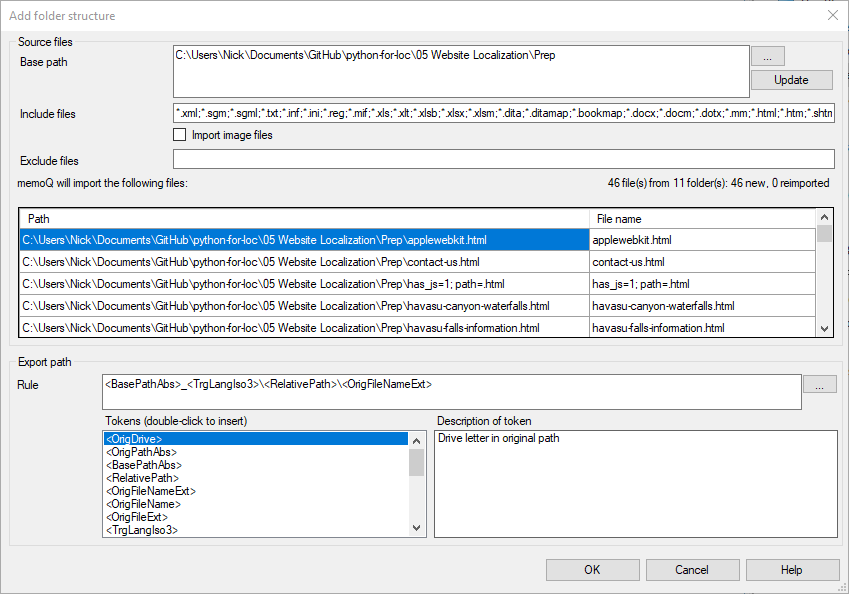 Add folder structure
Source files
Base path
C:\Users\Nick\Documents\GitHub\python-for-loc\05 Website Localization\Prep
...
Update
Include files
*.xml;*.sgm;*.sgml;*.txt;*.inf;*.ini;*.reg;*.mif;*.xls;*.xlt;*.xlsb;*.xlsx;*.xlsm;*.dita;*.ditamap;*.bookmap;*.docx;*.docm;*.dotx;*.mm;*.html;*.htm;*.shtm
Import image files
Exclude files
memoQ will import the following files:
46 file(s) from 11 folder(s): 46 new, 0 reimported
Path File name
C:\Users\Nick\Documents\GitHub\python-for-loc\05 Website Localization\Prep\applewebkit.html applewebkit.html
C:\Users\Nick\Documents\GitHub\python-for-loc\05 Website Localization\Prep\contact-us.html contact-us.html
C:\Users\Nick\Documents\GitHub\python-for-loc\05 Website Localization\Prep\has_js=1; path=.html has_js=1; path=.html
C:\Users\Nick\Documents\GitHub\python-for-loc\05 Website Localization\Prep\havasu-canyon-waterfalls.html havasu-canyon-waterfalls.html
C:\Users\Nick\Documents\GitHub\python-for-loc\05 Website Localization\Prep\havasu-falls-information.html havasu-falls-information.html
Export path
Rule
<BasePathAbs>_<TrgLangIso3>\<RelativePath>\<OrigFileNameExt>
...
Tokens (double-click to insert)
<OrigDrive>
<OrigPathAbs>
<BasePathAbs>
<RelativePath>
<OrigFileNameExt>
<OrigFileName>
<OrigFileExt>
<TrgLangIso3>
Description of token
Drive letter in original path
OK
Cancel
Help